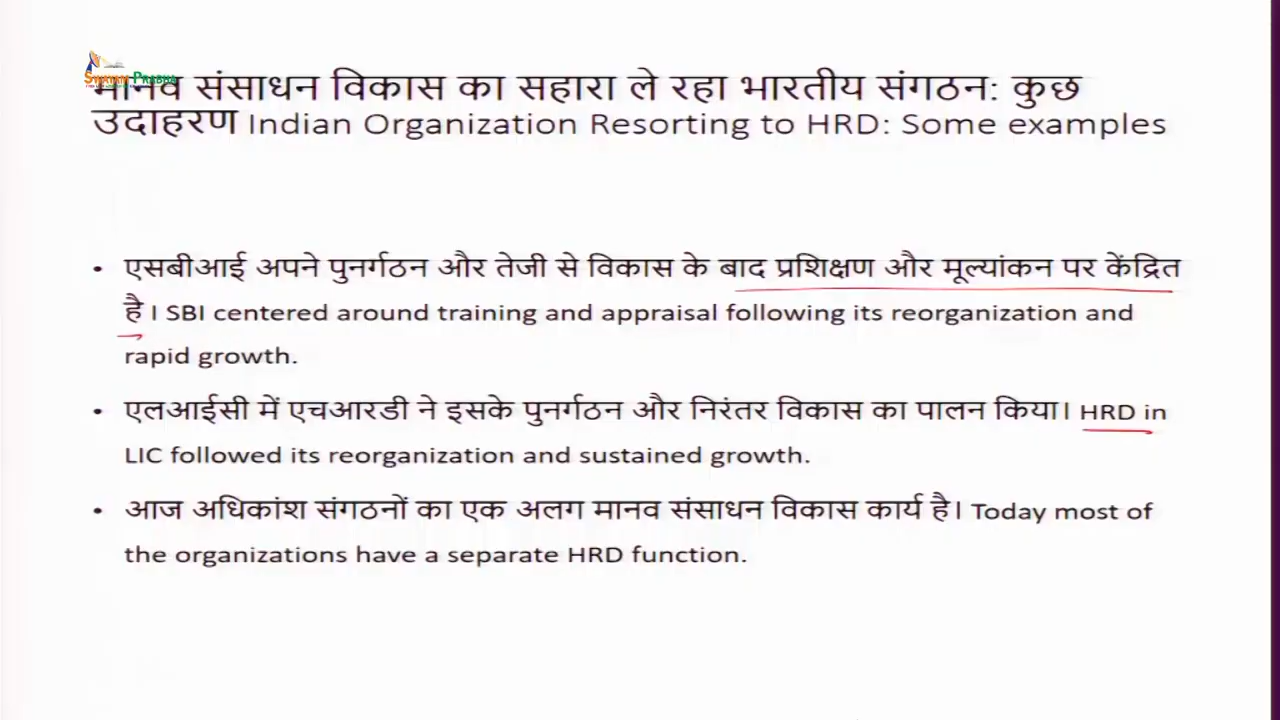 SWAYAM PRABHA
मानव संसाधन विकास का सहारा ले रहा भारतीय संगठन: कुछ
उदाहरण Indian Organization Resorting to HRD: Some examples
• एसबीआई अपने पुनर्गठन और तेजी से विकास के बाद प्रशिक्षण और मूल्यांकन पर केंद्रित
है। SBI centered around training and appraisal following its reorganization and
rapid growth.
• एलआईसी में एचआरडी ने इसके पुनर्गठन और निरंतर विकास का पालन किया। HRD in
LIC followed its reorganization and sustained growth.
• आज अधिकांश संगठनों का एक अलग मानव संसाधन विकास कार्य है। Today most of
the organizations have a separate HRD function.